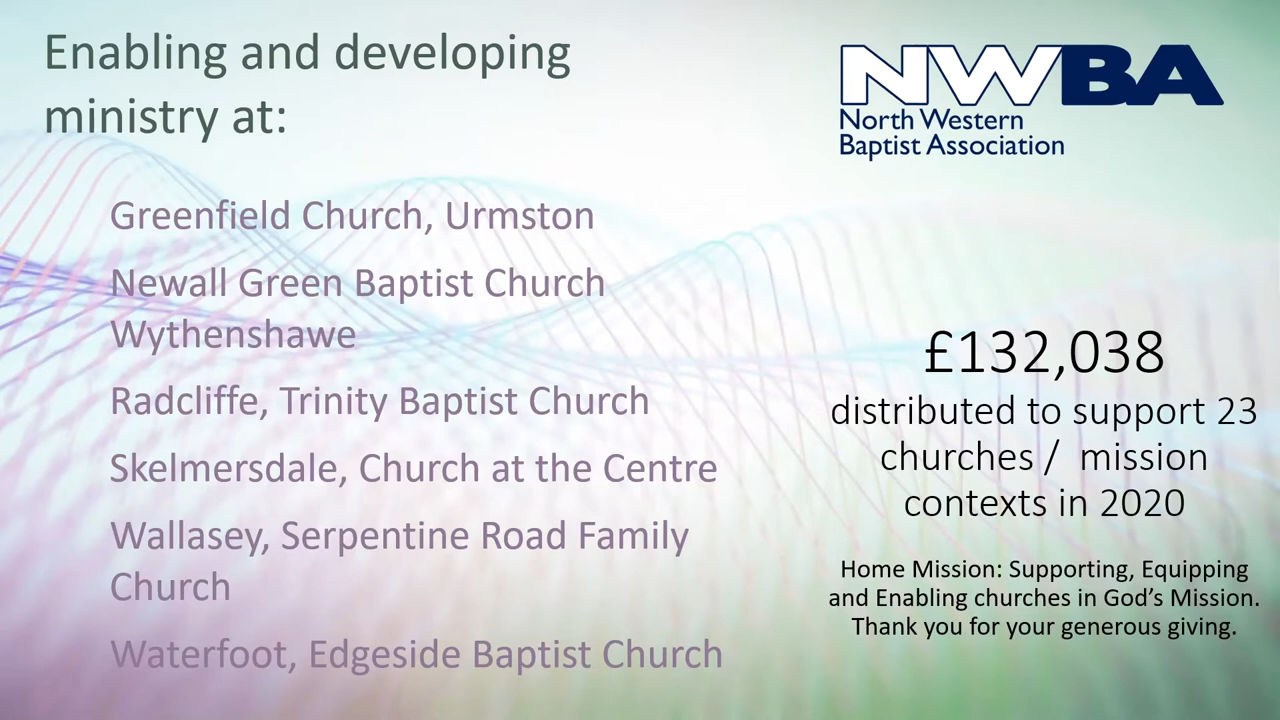 Enabling and developing
ministry at:
NWBA
North Western
Baptist Association
Greenfield Church, Urmston
Newall Green Baptist Church
Wythenshawe
Radcliffe, Trinity Baptist Church
Skelmersdale, Church at the Centre
Wallasey, Serpentine Road Family
Church
Waterfoot, Edgeside Baptist Church
£132,038
distributed to support 23
churches / mission
contexts in 2020
Home Mission: Supporting, Equipping
and Enabling churches in God’s Mission.
Thank you for your generous giving.